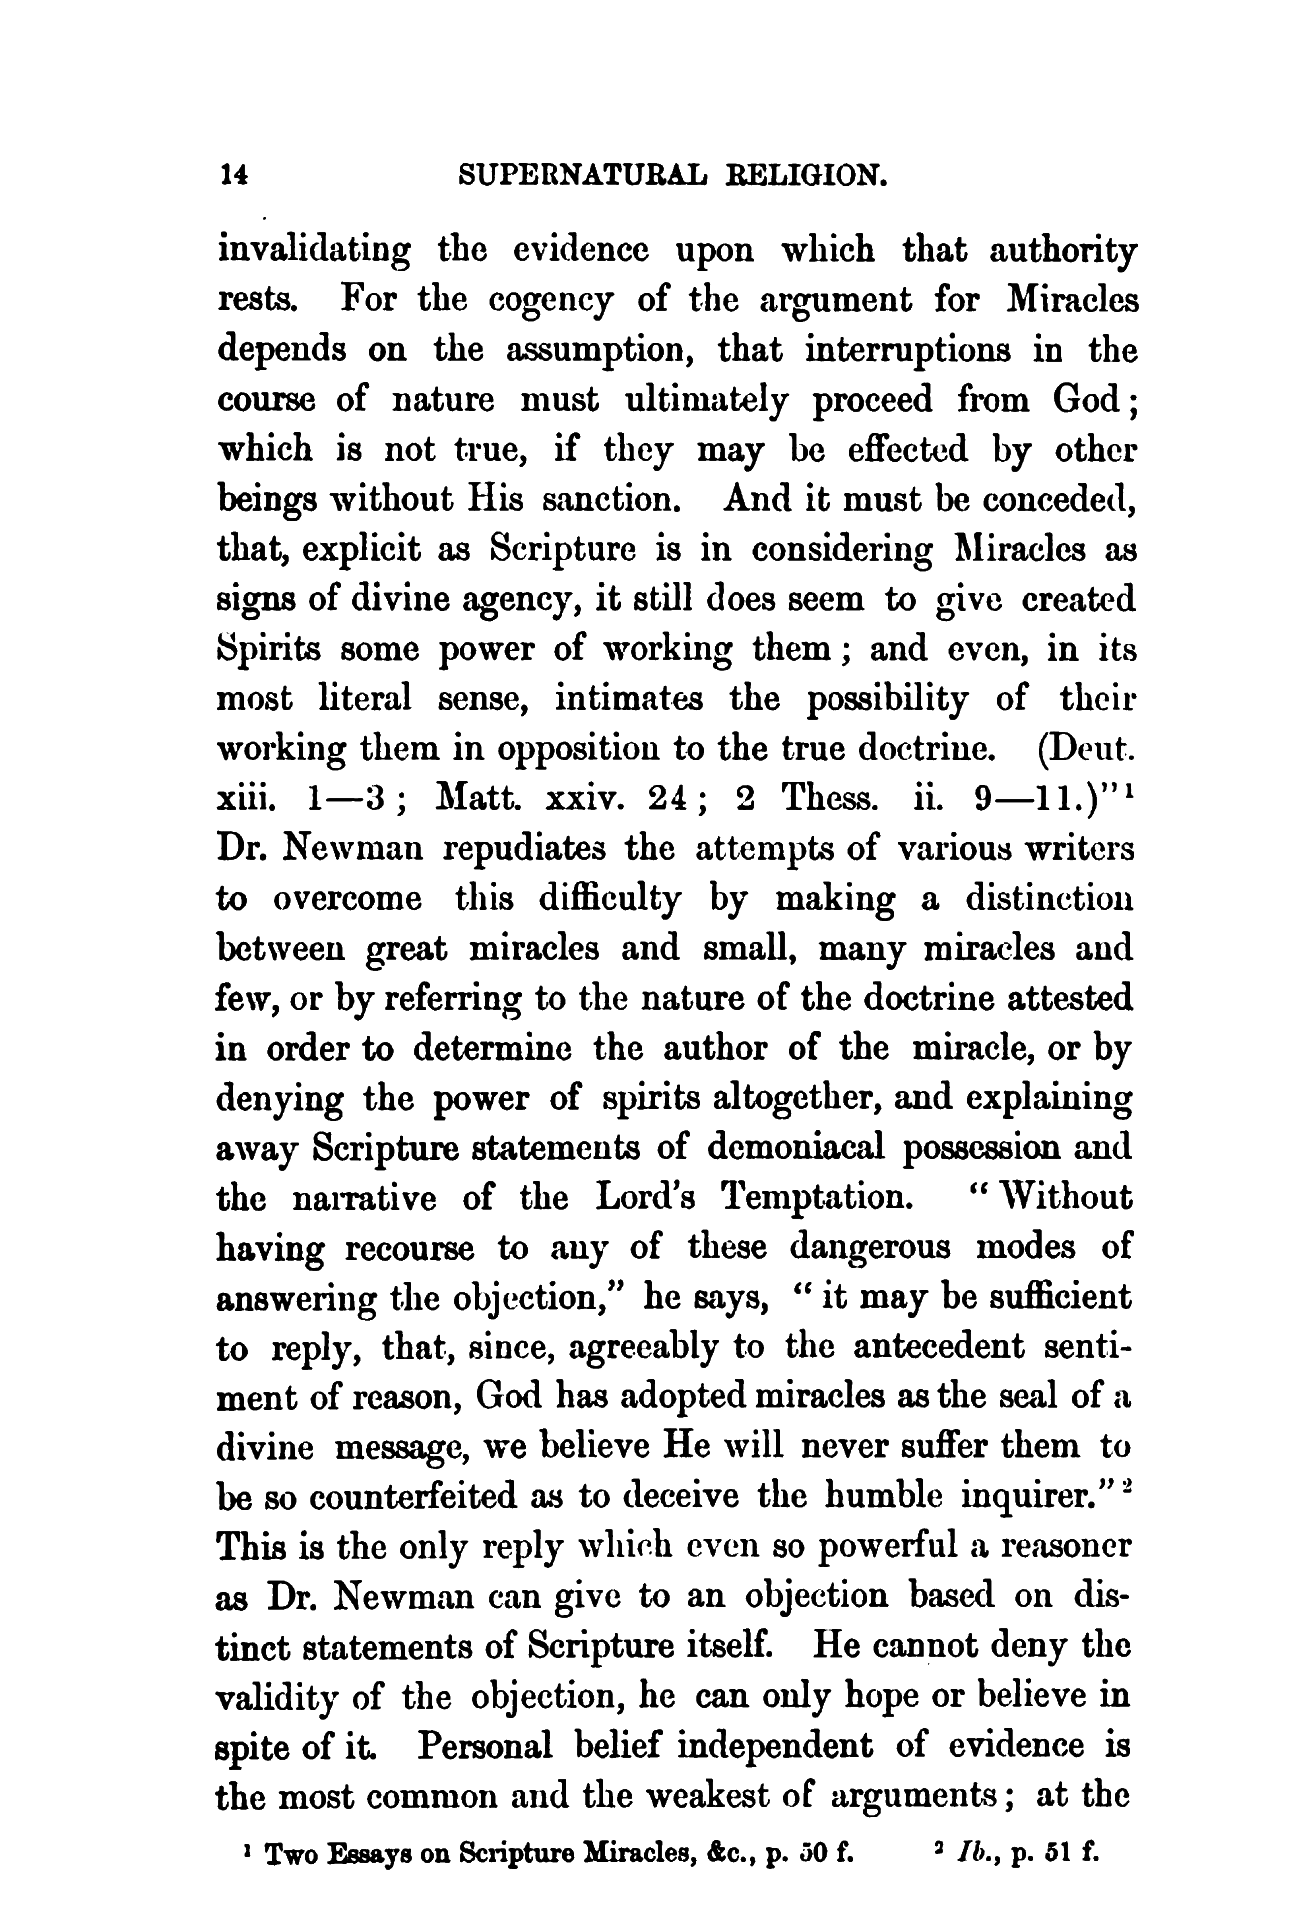 14 SUPERNATURAL RELIGION.
invalidating the evidence upon which that authority
rests. For the cogency of the argument for Miracles
depends on the assumption, that interruptions in the
course of nature must ultimately proceed from God;
which is not true, if they may be effected by other
beings without His sanction. And it must be conceded,
that, explicit as Scripture is in considering Miracles as
signs of divine agency, it still does seem to give created
Spirits some power of working them; and even, in its
most literal sense, intimates the possibility of their
working them in opposition to the true doctrine. (Deut.
xiii. 1—3; Matt. xxiv. 24; 2 Thess. ii. 9—11.)”¹
Dr. Newman repudiates the attempts of various writers
to overcome this difficulty by making a distinction
between great miracles and small, many miracles and
few, or by referring to the nature of the doctrine attested
in order to determine the author of the miracle, or by
denying the power of spirits altogether, and explaining
away Scripture statements of demoniacal possession and
the narrative of the Lord’s Temptation. “Without
having recourse to any of these dangerous modes of
answering the objection,” he says, “it may be sufficient
to reply, that, since, agreeably to the antecedent senti-
ment of reason, God has adopted miracles as the seal of a
divine message, we believe He will never suffer them to
be so counterfeited as to deceive the humble inquirer.”²
This is the only reply which even so powerful a reasoner
as Dr. Newman can give to an objection based on dis-
tinct statements of Scripture itself. He cannot deny the
validity of the objection, he can only hope or believe in
spite of it. Personal belief independent of evidence is
the most common and the weakest of arguments; at the
¹ Two Essays on Scripture Miracles, &c., p. 50 f. ² Ib., p. 51 f.